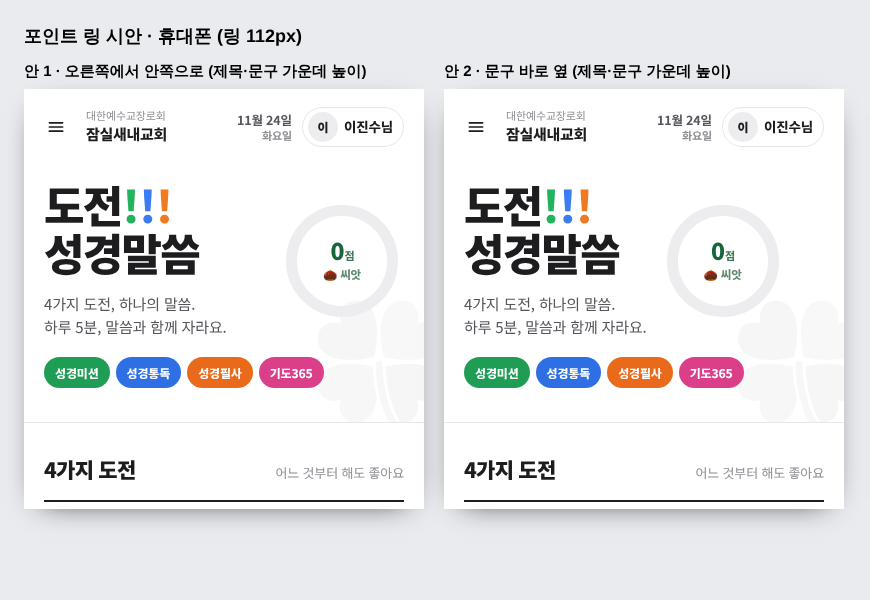 포인트 링 시안 · 휴대폰 (링 112px)
안 1 · 오른쪽에서 안쪽으로 (제목·문구 가운데 높이)
대한예수교장로회
잠실새내교회
11월 24일
화요일
이 이진수님
도전!!!
성경말씀
0점
씨앗
4가지 도전, 하나의 말씀.
하루 5분, 말씀과 함께 자라요.
성경미션 성경통독 성경필사 기도365
4가지 도전
어느 것부터 해도 좋아요
안 2 · 문구 바로 옆 (제목·문구 가운데 높이)
대한예수교장로회
잠실새내교회
11월 24일
화요일
이 이진수님
도전!!!
성경말씀
0점
씨앗
4가지 도전, 하나의 말씀.
하루 5분, 말씀과 함께 자라요.
성경미션 성경통독 성경필사 기도365
4가지 도전
어느 것부터 해도 좋아요